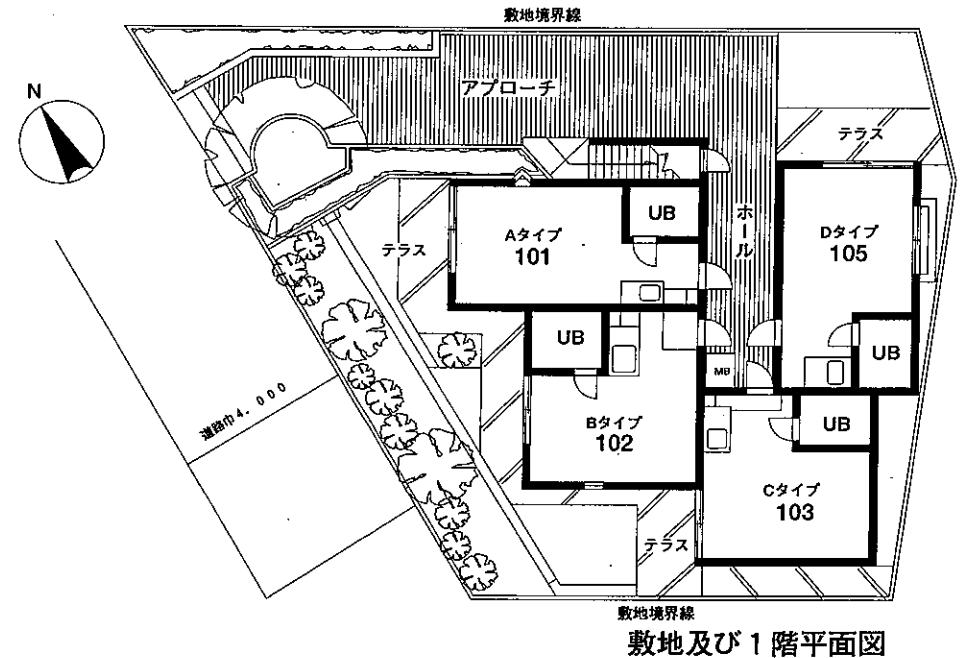 敷地境界線
N
アプローチ
テラス
UB
Aタイプ
101
テラス
ホール
Dタイプ
105
UB
UB
MB
道路巾4.000
Bタイプ
102
UB
Cタイプ
103
テラス
敷地境界線
敷地及び1階平面図